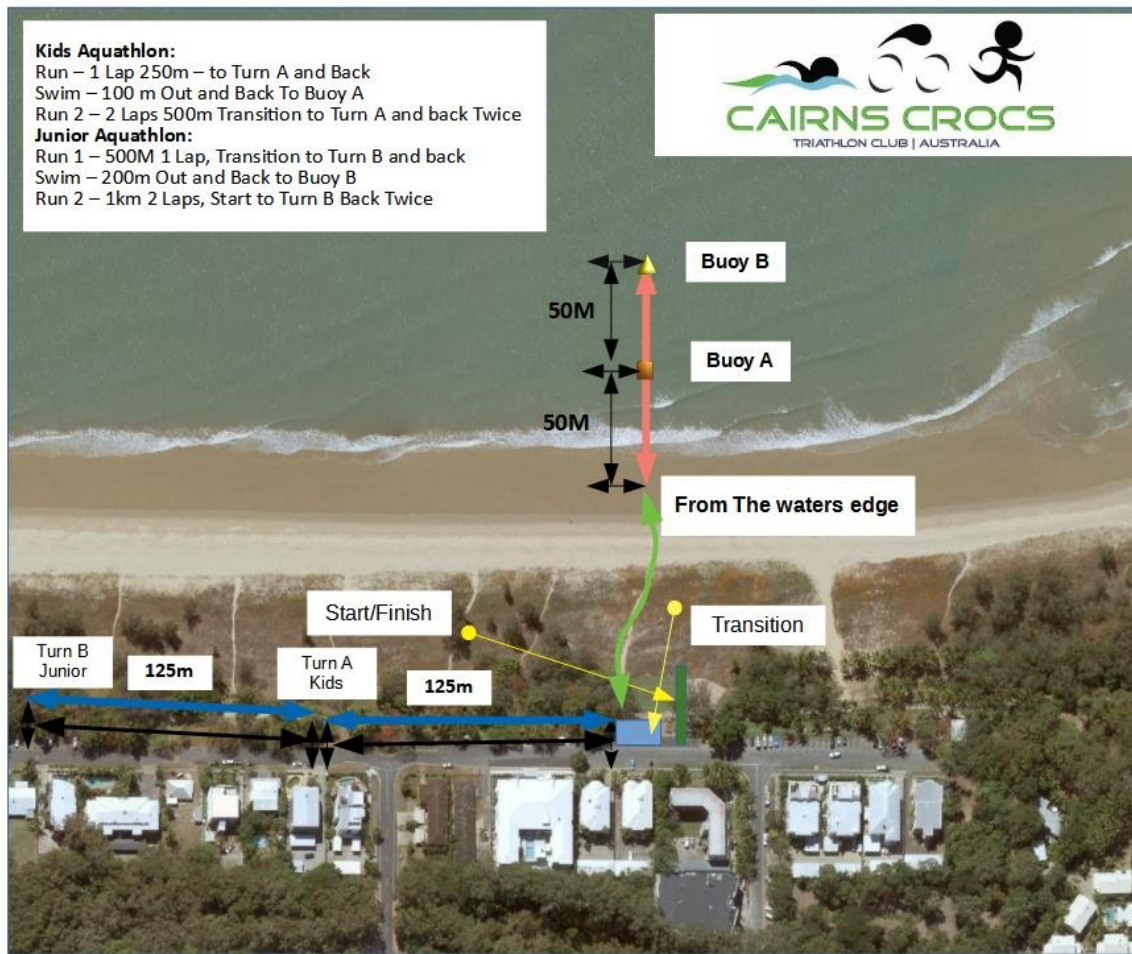 Kids Aquathlon:
Run – 1 Lap 250m – to Turn A and Back
Swim – 100 m Out and Back To Buoy A
Run 2 – 2 Laps 500m Transition to Turn A and back Twice
Junior Aquathlon:
Run 1 – 500M 1 Lap, Transition to Turn B and back
Swim – 200m Out and Back to Buoy B
Run 2 – 1km 2 Laps, Start to Turn B Back Twice
CAIRNS CROCS
TRIATHLON CLUB | AUSTRALIA
Buoy B
50M
Buoy A
50M
From The waters edge
Start/Finish
Transition
Turn B
Junior
125m
Turn A
Kids
125m